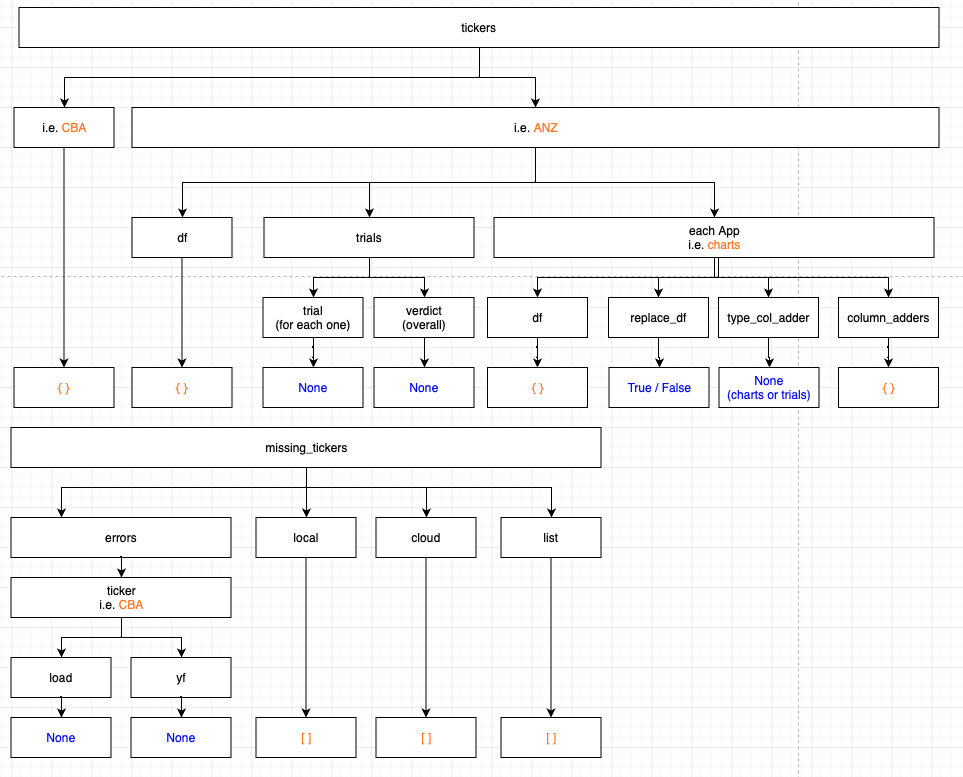 tickers
i.e. CBA
i.e. ANZ
df
trials
each App
i.e. charts
trial
(for each one)
verdict
(overall)
df
replace_df
type_col_adder
column_adders
{ }
{ }
None
None
{ }
True / False
None
(charts or trials)
{ }
missing_tickers
errors
local
cloud
list
ticker
i.e. CBA
load
yf
None
None
[ ]
[ ]
[ ]